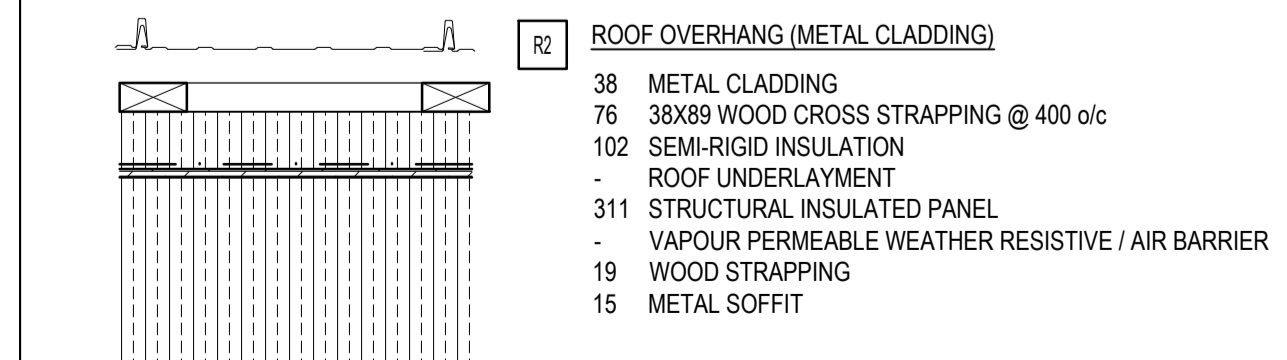 R2 ROOF OVERHANG (METAL CLADDING)
38 METAL CLADDING
76 38X89 WOOD CROSS STRAPPING @ 400 o/c
102 SEMI-RIGID INSULATION
- ROOF UNDERLAYMENT
311 STRUCTURAL INSULATED PANEL
- VAPOUR PERMEABLE WEATHER RESISTIVE / AIR BARRIER
19 WOOD STRAPPING
15 METAL SOFFIT